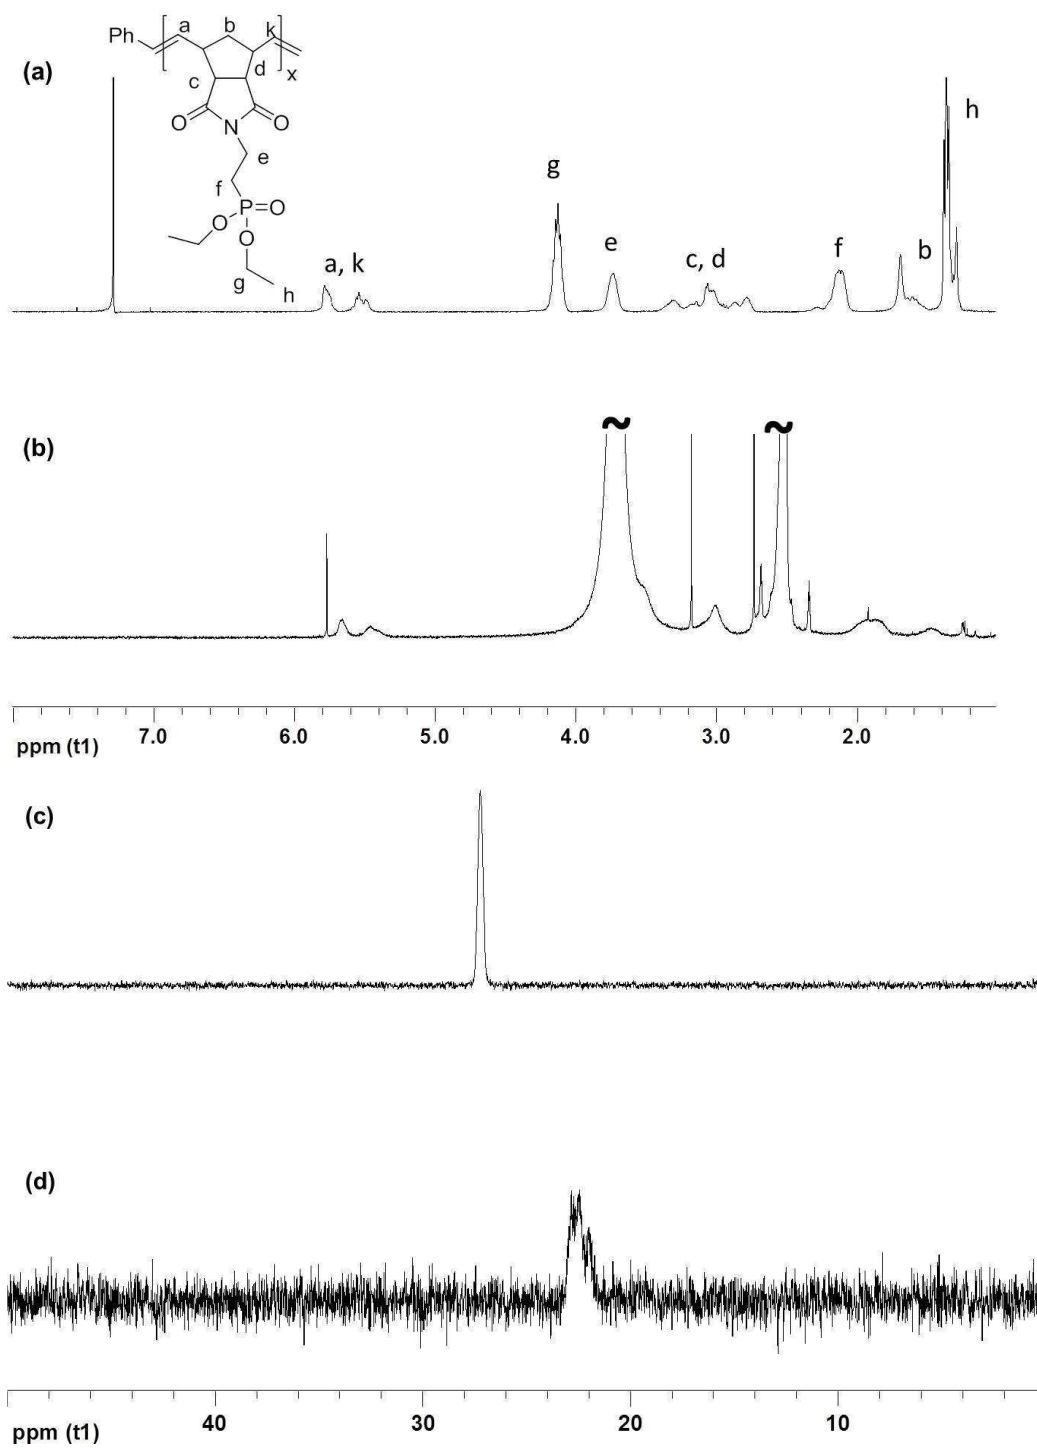 Ph
a
b
k
x
(a)
c
d
O
N
O
e
f
P=O
O
O
g
h
a, k
g
e
c, d
f
b
h
(b)
~
~
7.0
6.0
5.0
4.0
3.0
2.0
ppm (t1)
(c)
(d)
40
30
20
10
ppm (t1)